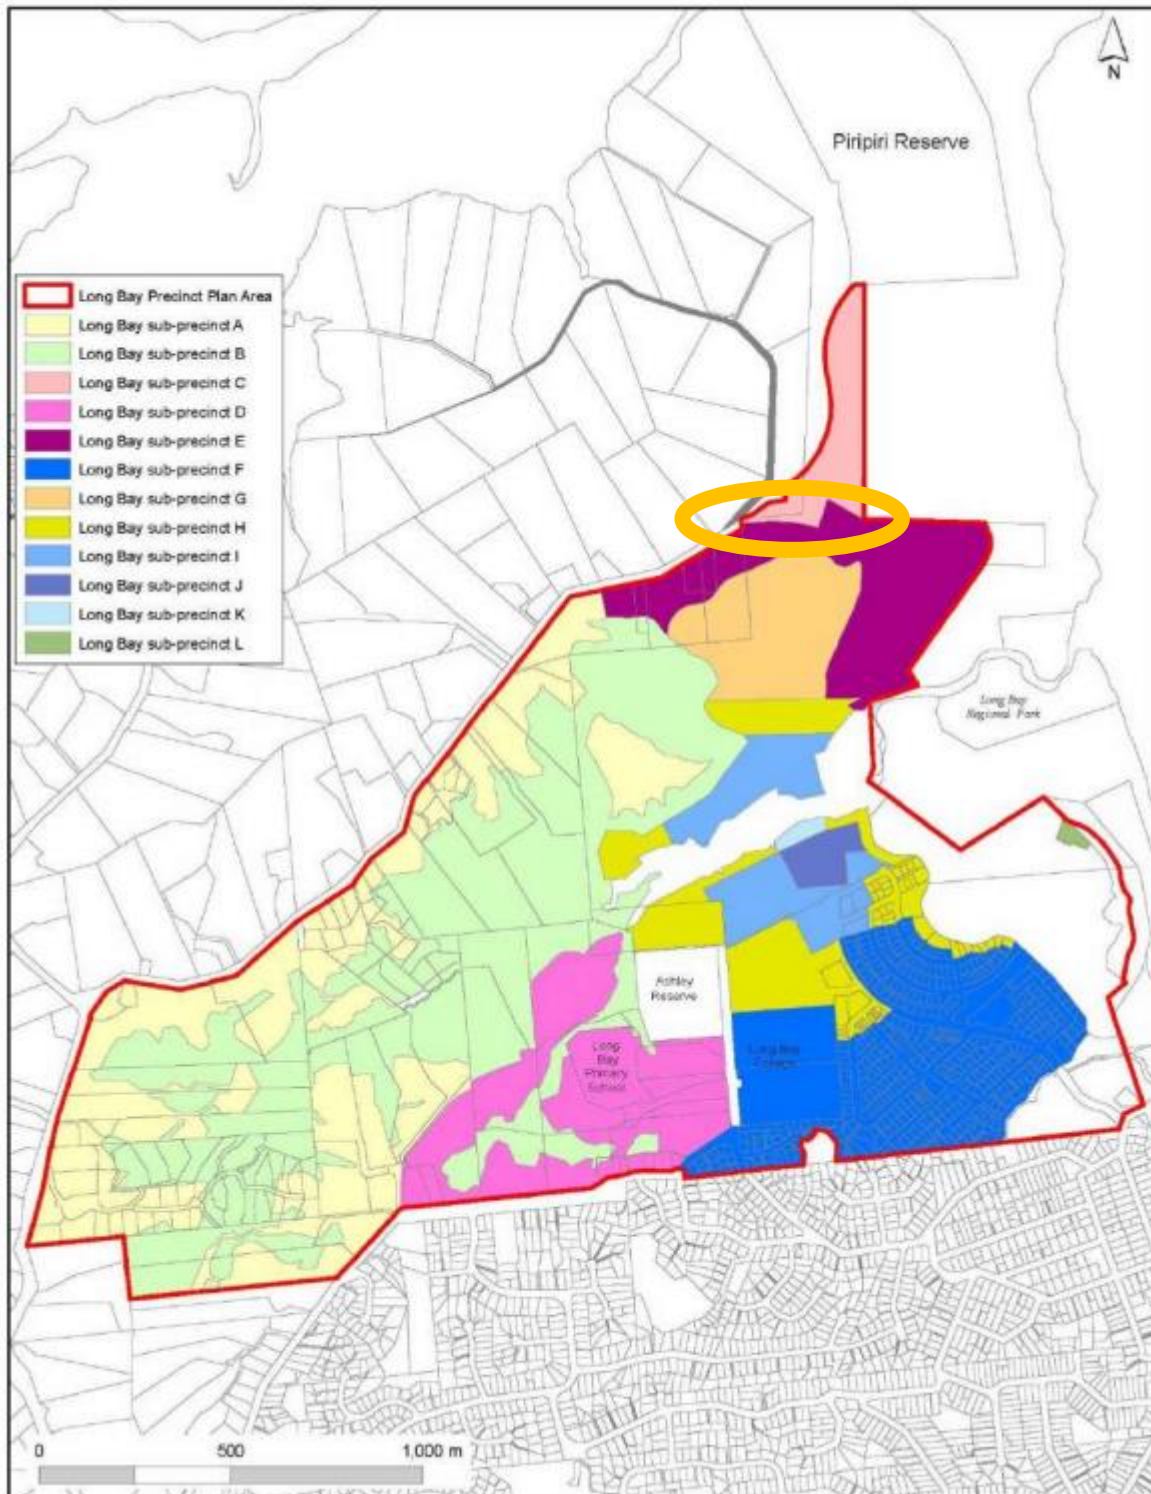 N
Piripiri Reserve
Long Bay Precinct Plan Area
Long Bay sub-precinct A
Long Bay sub-precinct B
Long Bay sub-precinct C
Long Bay sub-precinct D
Long Bay sub-precinct E
Long Bay sub-precinct F
Long Bay sub-precinct G
Long Bay sub-precinct H
Long Bay sub-precinct I
Long Bay sub-precinct J
Long Bay sub-precinct K
Long Bay sub-precinct L
Long Bay
Regional Park
Ashley
Reserve
Long
Bay
Primary
School
Long Bay
0
500
1,000 m